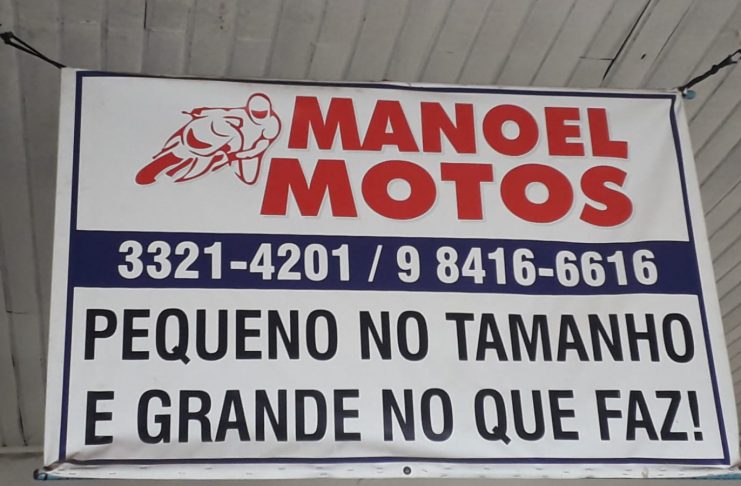 MANOEL
MOTOS
3321-4201 / 9 8416-6616
PEQUENO NO TAMANHO
E GRANDE NO QUE FAZ!